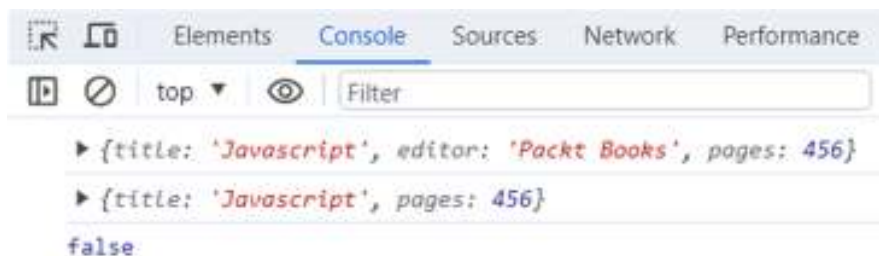 Elements Console Sources Network Performance
top ▼ Filter
▶ {title: 'Javascript', editor: 'Packt Books', pages: 456}
▶ {title: 'Javascript', pages: 456}
false